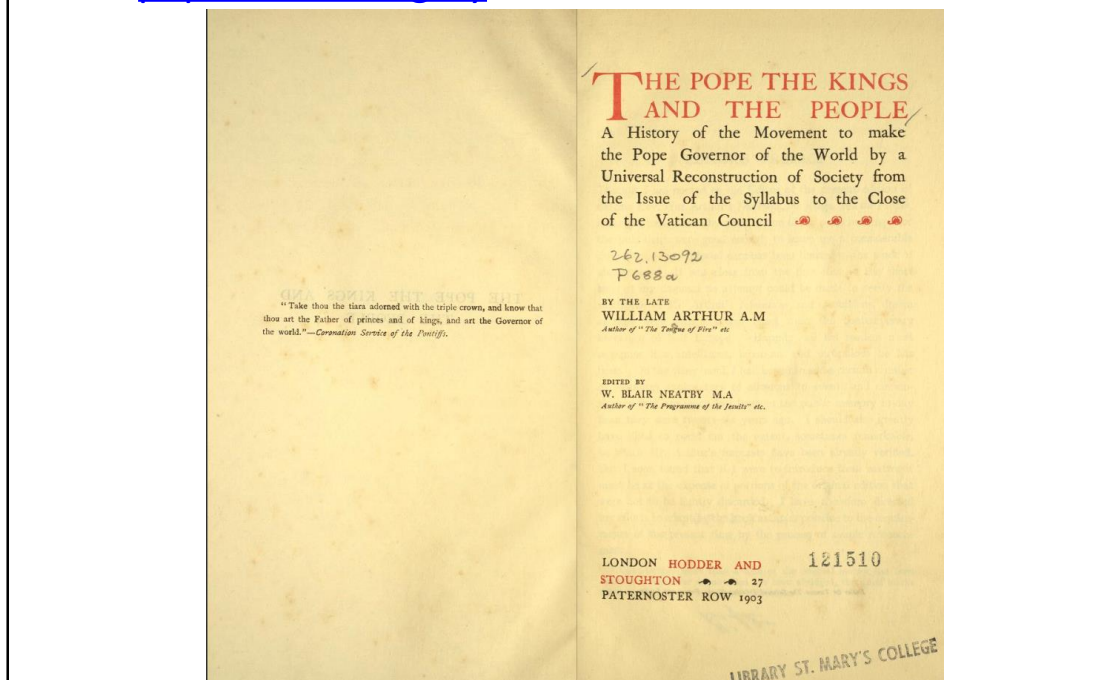 "Take thou the tiara adorned with the triple crown, and know that
thou art the Father of princes and of kings, and art the Governor of
the world."—Coronation Service of the Pontiffs.
THE POPE THE KINGS
AND THE PEOPLE
A History of the Movement to make
the Pope Governor of the World by a
Universal Reconstruction of Society from
the Issue of the Syllabus to the Close
of the Vatican Council
262.13092
P688a
BY THE LATE
WILLIAM ARTHUR A.M
Author of "The Tongue of Fire" etc
EDITED BY
W. BLAIR NEATBY M.A
Author of "The Programme of the Jesuits" etc.
LONDON HODDER AND
STOUGHTON 27
PATERNOSTER ROW 1903
121510
LIBRARY ST. MARY'S COLLEGE